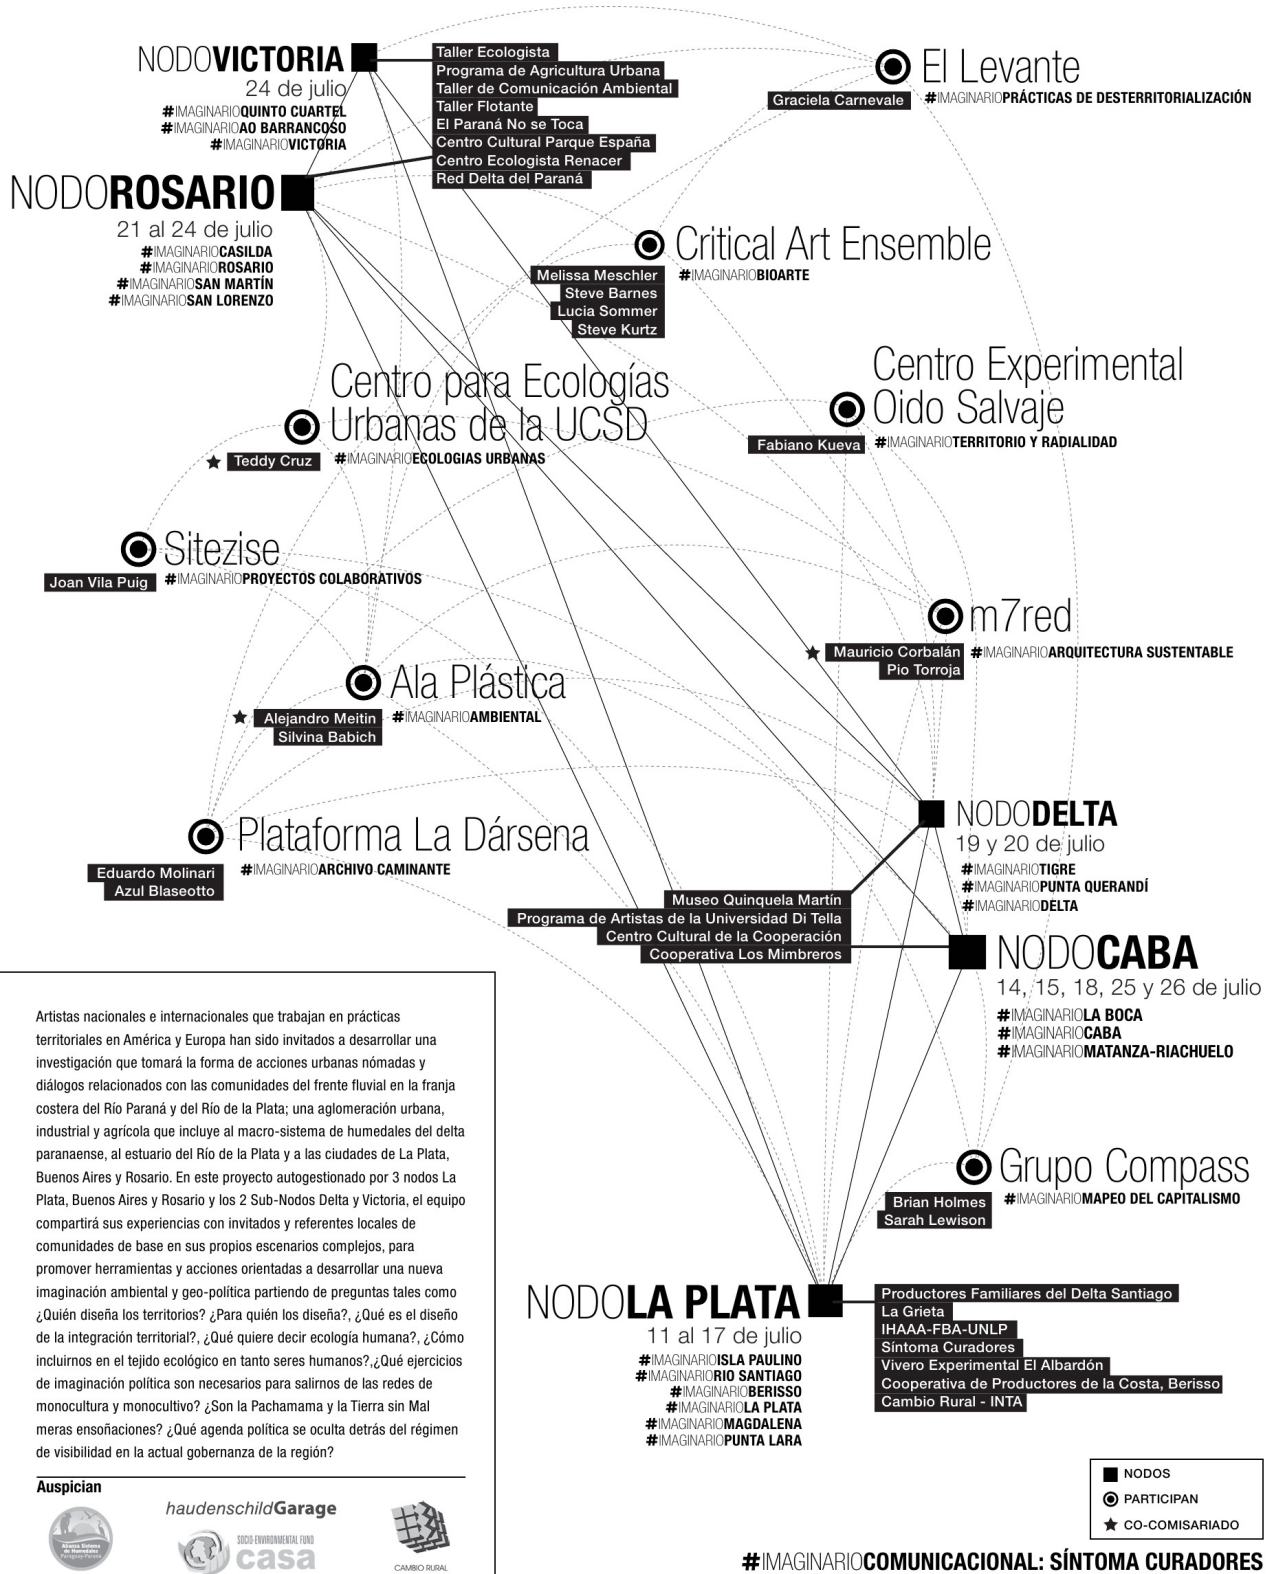 NODOVICTORIA
24 de julio
#IMAGINARIOQUINTO CUARTEL
#IMAGINARIOAO BARRANCOSO
#IMAGINARIOVICTORIA
Taller Ecologista
Programa de Agricultura Urbana
Taller de Comunicación Ambiental
Taller Flotante
El Paraná No se Toca
Centro Cultural Parque España
Centro Ecologista Renacer
Red Delta del Paraná
El Levante
Graciela Carnevale
#IMAGINARIOPRÁCTICAS DE DESTERRITORIALIZACIÓN
NODOROSARIO
21 al 24 de julio
#IMAGINARIOCASILDA
#IMAGINARIOROSARIO
#IMAGINARIOSAN MARTÍN
#IMAGINARIOSAN LORENZO
Critical Art Ensemble
#IMAGINARIOBIOARTE
Melissa Meschler
Steve Barnes
Lucia Sommer
Steve Kurtz
Centro para Ecologías
Urbanas de la UCSD
Teddy Cruz
#IMAGINARIOECOLOGIAS URBANAS
Centro Experimental
Oido Salvaje
Fabiano Kueva
#IMAGINARIOTERRITORIO Y RADIALIDAD
Sitezise
Joan Vila Puig
#IMAGINARIOPROYECTOS COLABORATIVOS
m7red
Mauricio Corbalán
Pio Torroja
#IMAGINARIOARQUITECTURA SUSTENTABLE
Ala Plástica
Alejandro Meitin
Silvina Babich
#IMAGINARIOAMBIENTAL
Plataforma La Dársena
Eduardo Molinari
Azul Blaseotto
#IMAGINARIOARCHIVO CAMINANTE
NODODELTA
19 y 20 de julio
#IMAGINARIOTIGRE
#IMAGINARIOPUNTA QUERANDÍ
#IMAGINARIODELTA
Museo Quinquela Martín
Programa de Artistas de la Universidad Di Tella
Centro Cultural de la Cooperación
Cooperativa Los Mimbreros
NODOCABA
14, 15, 18, 25 y 26 de julio
#IMAGINARIOLA BOCA
#IMAGINARIOCABA
#IMAGINARIOMATANZA-RIACHUELO
Grupo Compass
Brian Holmes
Sarah Lewison
#IMAGINARIOMAPEO DEL CAPITALISMO
NODOLA PLATA
11 al 17 de julio
#IMAGINARIOISLA PAULINO
#IMAGINARIORIO SANTIAGO
#IMAGINARIOBERISSO
#IMAGINARIOLA PLATA
#IMAGINARIOMAGDALENA
#IMAGINARIOPUNTA LARA
Productores Familiares del Delta Santiago
La Grieta
IHAAA-FBA-UNLP
Síntoma Curadores
Vivero Experimental El Albardón
Cooperativa de Productores de la Costa, Berisso
Cambio Rural - INTA
Artistas nacionales e internacionales que trabajan en prácticas
territoriales en América y Europa han sido invitados a desarrollar una
investigación que tomará la forma de acciones urbanas nómadas y
diálogos relacionados con las comunidades del frente fluvial en la franja
costera del Río Paraná y del Río de la Plata; una aglomeración urbana,
industrial y agrícola que incluye al macro-sistema de humedales del delta
paranaense, al estuario del Río de la Plata y a las ciudades de La Plata,
Buenos Aires y Rosario. En este proyecto autogestionado por 3 nodos La
Plata, Buenos Aires y Rosario y los 2 Sub-Nodos Delta y Victoria, el equipo
compartirá sus experiencias con invitados y referentes locales de
comunidades de base en sus propios escenarios complejos, para
promover herramientas y acciones orientadas a desarrollar una nueva
imaginación ambiental y geo-política partiendo de preguntas tales como
¿Quién diseña los territorios? ¿Para quién los diseña?, ¿Qué es el diseño
de la integración territorial?, ¿Qué quiere decir ecología humana?, ¿Cómo
incluirnos en el tejido ecológico en tanto seres humanos?,¿Qué ejercicios
de imaginación política son necesarios para salirnos de las redes de
monocultura y monocultivo? ¿Son la Pachamama y la Tierra sin Mal
meras ensoñaciones? ¿Qué agenda política se oculta detrás del régimen
de visibilidad en la actual gobernanza de la región?
Auspician
Alianza Sistema
de Humedales
Paraguay-Paraná
haudenschildGarage
SOCIO-ENVIRONMENTAL FUND
casa
CAMBIO RURAL
NODOS
PARTICIPAN
CO-COMISARIADO
#IMAGINARIOCOMUNICACIONAL: SÍNTOMA CURADORES